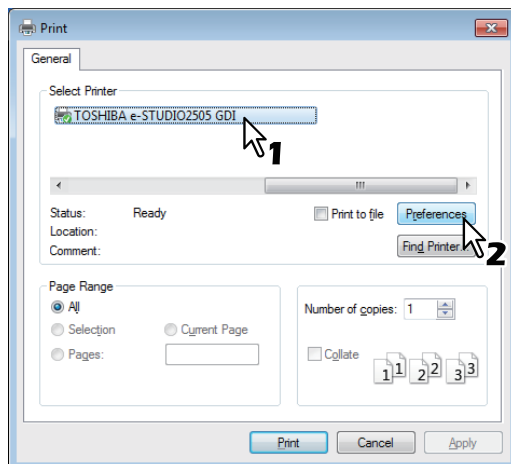 Print
General
Select Printer
TOSHIBA e-STUDIO2505 GDI
1
Status: Ready
Print to file
Preferences
Location:
Comment:
Find Printer...
2
Page Range
All
Selection
Current Page
Pages:
Number of copies: 1
Collate
1 1 2 2 3 3
Print
Cancel
Apply